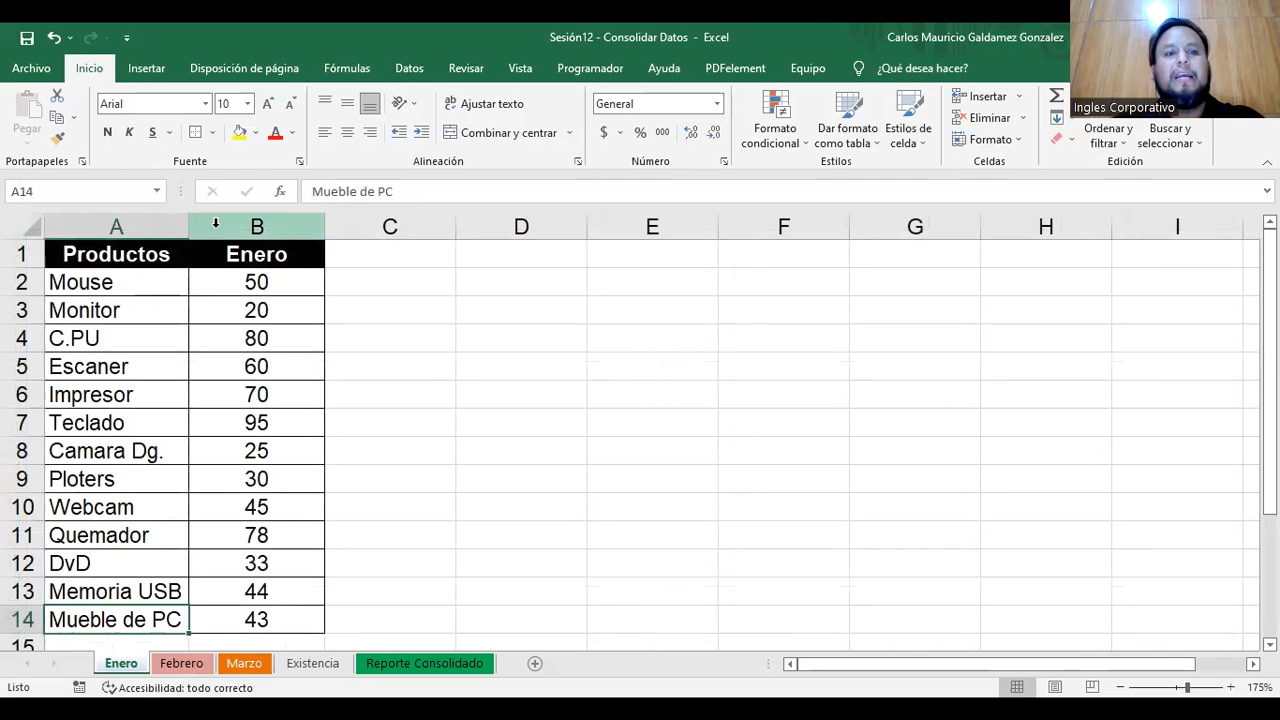 Sesión12 - Consolidar Datos - Excel
Carlos Mauricio Galdamez Gonzalez
Archivo Inicio Insertar Disposición de página Fórmulas Datos Revisar Vista Programador Ayuda PDFelement Equipo ¿Qué desea hacer?
Ingles Corporativo
Pegar
Arial 10
N K S
Ajustar texto
Combinar y centrar
General
$ % 000
Formato condicional
Dar formato como tabla
Estilos de celda
Insertar
Eliminar
Formato
Ordenar y filtrar
Buscar y seleccionar
Portapapeles Fuente Alineación Número Estilos Celdas Edición
A14 fx Mueble de PC
A B C D E F G H I
1 Productos Enero
2 Mouse 50
3 Monitor 20
4 C.PU 80
5 Escaner 60
6 Impresor 70
7 Teclado 95
8 Camara Dg. 25
9 Ploters 30
10 Webcam 45
11 Quemador 78
12 DvD 33
13 Memoria USB 44
14 Mueble de PC 43
15
Enero Febrero Marzo Existencia Reporte Consolidado
Listo Accesibilidad: todo correcto 175%